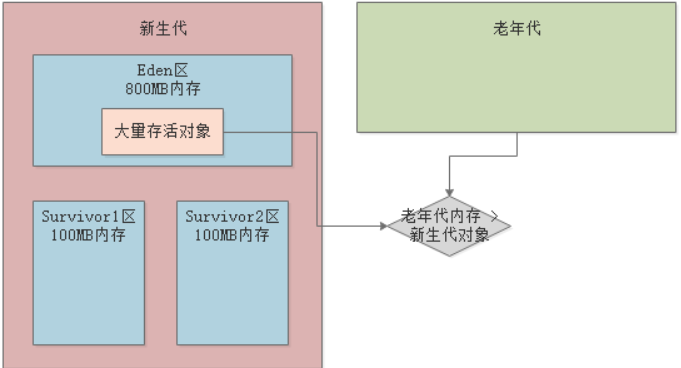 新生代
老年代
Eden区
800MB内存
大量存活对象
Survivor1区
100MB内存
Survivor2区
100MB内存
老年代内存 >
新生代对象